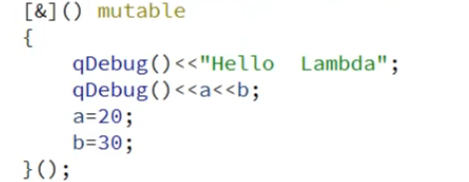 [&]() mutable
{
    qDebug()<<"Hello  Lambda";
    qDebug()<<a<<b;
    a=20;
    b=30;
}();